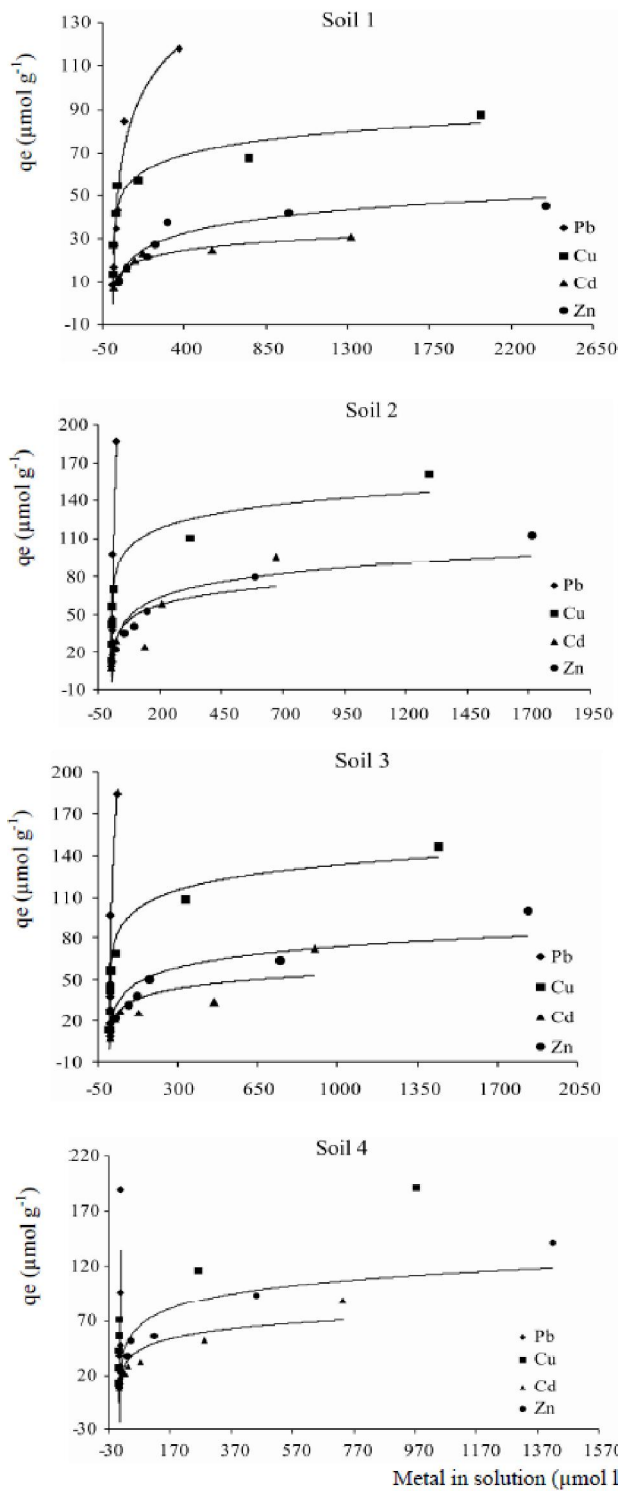 Soil 1
130
110
90
70
50
30
10
-10
qe (µmol g⁻¹)
Pb
Cu
Cd
Zn
-50 400 850 1300 1750 2200 2650
Soil 2
200
170
140
110
80
50
20
-10
qe (µmol g⁻¹)
Pb
Cu
Cd
Zn
-50 200 450 700 950 1200 1450 1700 1950
Soil 3
200
170
140
110
80
50
20
-10
qe (µmol g⁻¹)
Pb
Cu
Cd
Zn
-50 300 650 1000 1350 1700 2050
Soil 4
220
170
120
70
20
-30
qe (µmol g⁻¹)
Pb
Cu
Cd
Zn
-30 170 370 570 770 970 1170 1370 1570
Metal in solution (µmol l